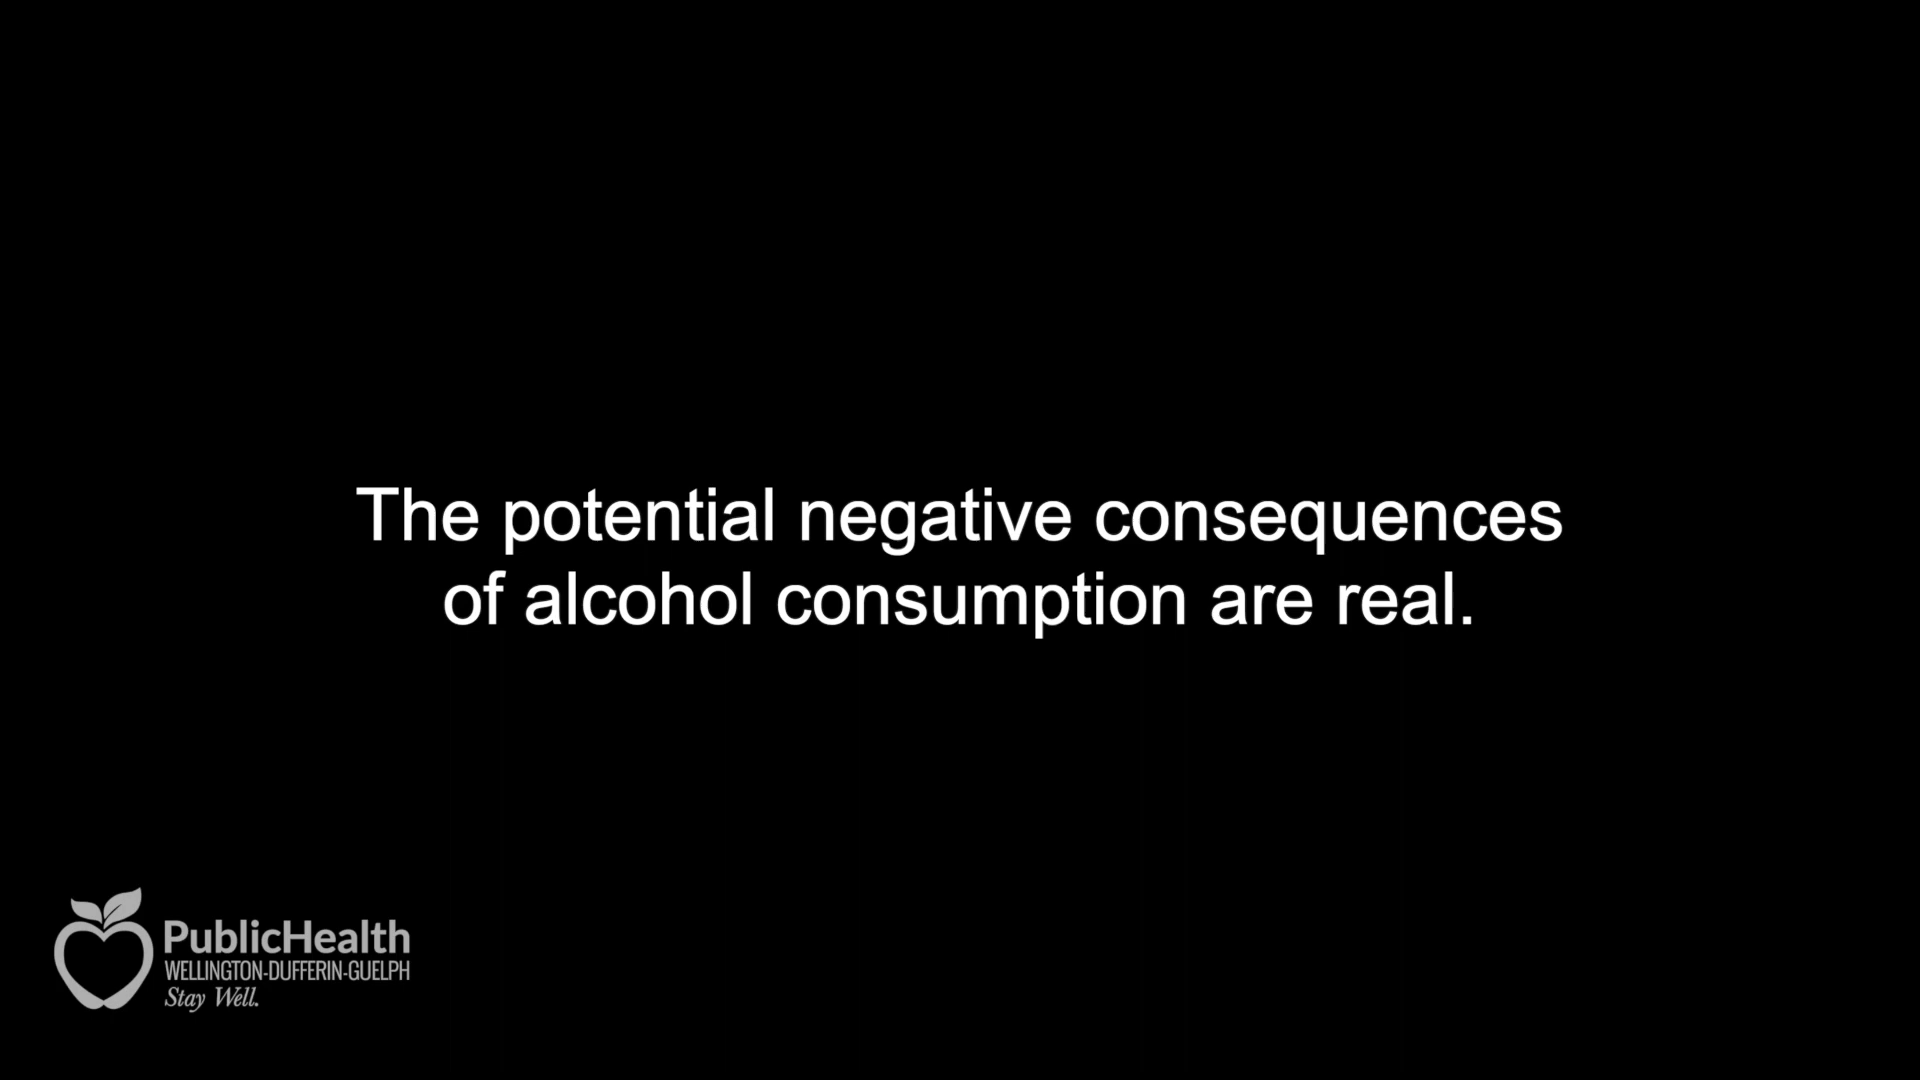 The potential negative consequences
of alcohol consumption are real.
PublicHealth
WELLINGTON-DUFFERIN-GUELPH
Stay Well.